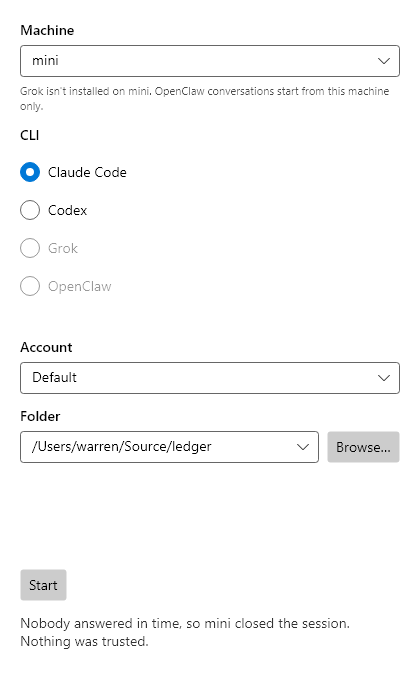 Machine
mini
Grok isn't installed on mini. OpenClaw conversations start from this machine
only.
CLI
Claude Code
Codex
Grok
OpenClaw
Account
Default
Folder
/Users/warren/Source/ledger
Browse...
Start
Nobody answered in time, so mini closed the session.
Nothing was trusted.